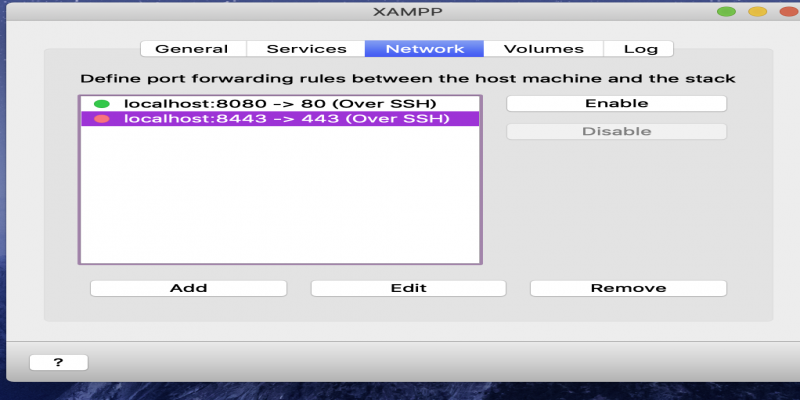 XAMPP
General Services Network Volumes Log
Define port forwarding rules between the host machine and the stack
localhost:8080 -> 80 (Over SSH)
localhost:8443 -> 443 (Over SSH)
Enable
Disable
Add Edit Remove
?